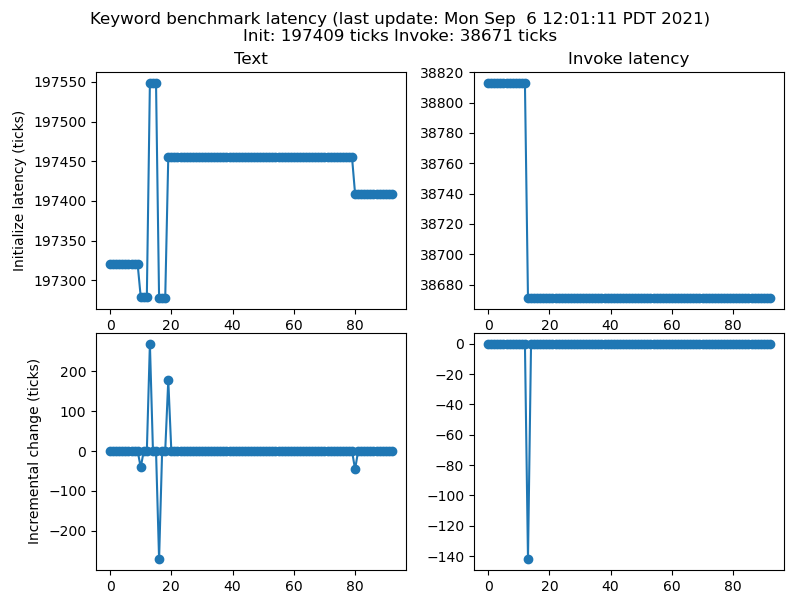 Keyword benchmark latency (last update: Mon Sep  6 12:01:11 PDT 2021)
Init: 197409 ticks Invoke: 38671 ticks
Text
Invoke latency
Initialize latency (ticks)
197550
197500
197450
197400
197350
197300
0 20 40 60 80
38820
38800
38780
38760
38740
38720
38700
38680
0 20 40 60 80
Incremental change (ticks)
200
100
0
−100
−200
0 20 40 60 80
0
−20
−40
−60
−80
−100
−120
−140
0 20 40 60 80